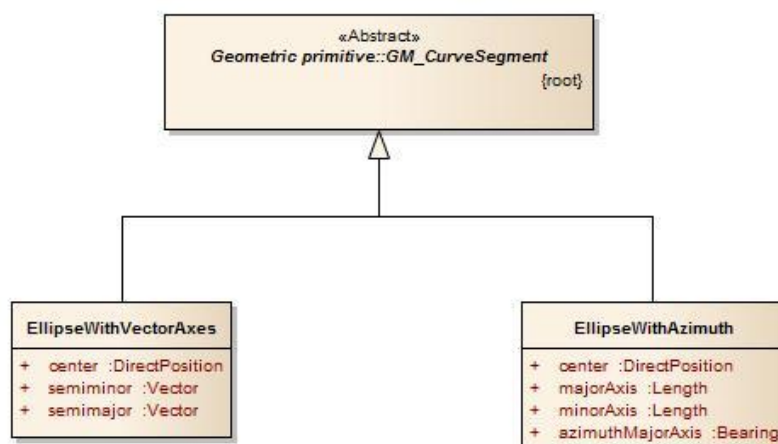 «Abstract»
Geometric primitive::GM_CurveSegment
{root}
EllipseWithVectorAxes
+ center :DirectPosition
+ semiminor :Vector
+ semimajor :Vector
EllipseWithAzimuth
+ center :DirectPosition
+ majorAxis :Length
+ minorAxis :Length
+ azimuthMajorAxis :Bearing